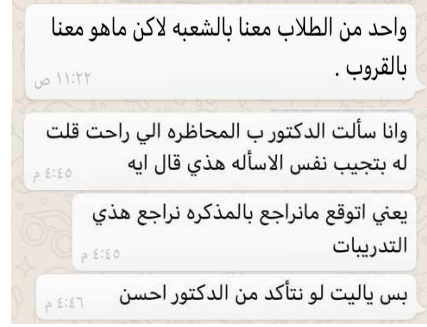 واحد من الطلاب معنا بالشعبه لاكن ماهو معنا
بالقروب .
١١:٢٢ ص
وانا سألت الدكتور ب المحاظره الي راحت قلت
له بتجيب نفس الاسأله هذي قال ايه
٤:٤٥ م
يعني اتوقع مانراجع بالمذكره نراجع هذي
التدريبات
٤:٤٥ م
بس ياليت لو نتأكد من الدكتور احسن
٤:٤٦ م